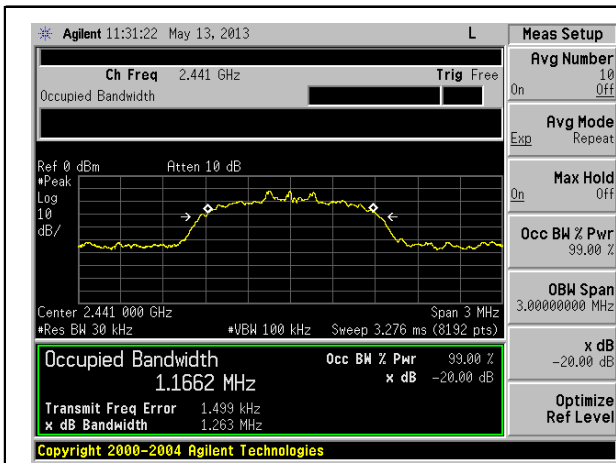 Agilent 11:31:22 May 13, 2013 L
Ch Freq 2.441 GHz Trig Free
Occupied Bandwidth
Ref 0 dBm Atten 10 dB
#Peak
Log
10
dB/
Center 2.441 000 GHz Span 3 MHz
#Res BW 30 kHz #VBW 100 kHz Sweep 3.276 ms (8192 pts)
Occupied Bandwidth Occ BW % Pwr 99.00 %
1.1662 MHz x dB -20.00 dB
Transmit Freq Error 1.499 kHz
x dB Bandwidth 1.263 MHz
Copyright 2000-2004 Agilent Technologies
Meas Setup
Avg Number
10
On Off
Avg Mode
Exp Repeat
Max Hold
On Off
Occ BW % Pwr
99.00 %
OBW Span
3.00000000 MHz
x dB
-20.00 dB
Optimize
Ref Level